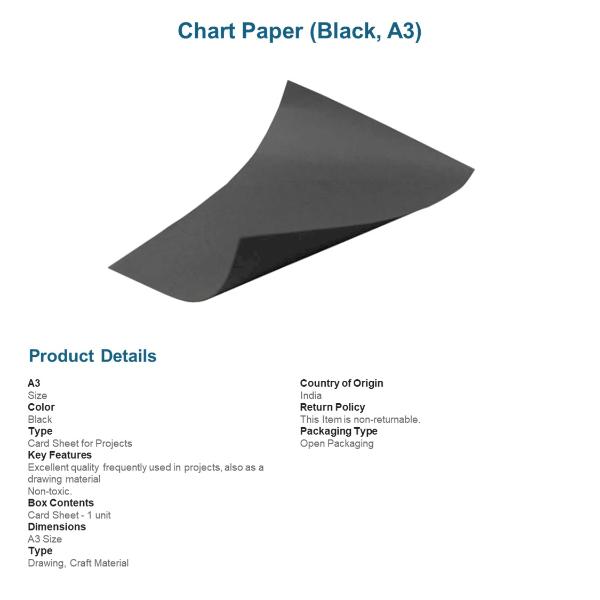 Chart Paper (Black, A3)
Product Details
A3
Size
Color
Black
Type
Card Sheet for Projects
Key Features
Excellent quality frequently used in projects, also as a
drawing material
Non-toxic.
Box Contents
Card Sheet - 1 unit
Dimensions
A3 Size
Type
Drawing, Craft Material
Country of Origin
India
Return Policy
This Item is non-returnable.
Packaging Type
Open Packaging